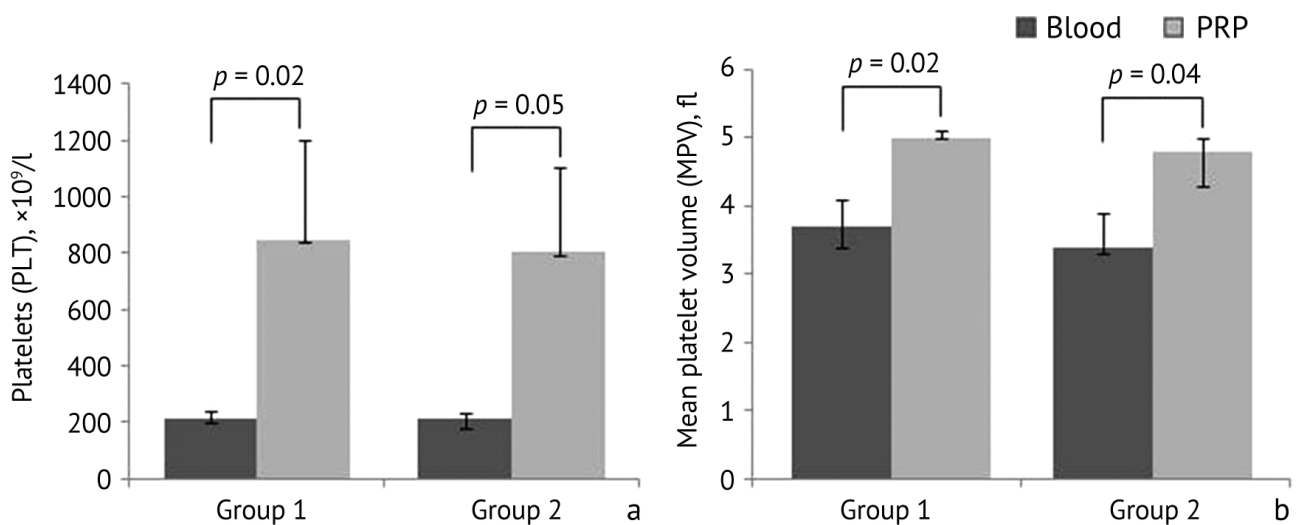 Blood PRP
Platelets (PLT), ×10⁹/l
1400
1200
1000
800
600
400
200
0
p = 0.02
p = 0.05
Group 1 Group 2 a
Mean platelet volume (MPV), fl
6
5
4
3
2
1
0
p = 0.02
p = 0.04
Group 1 Group 2 b